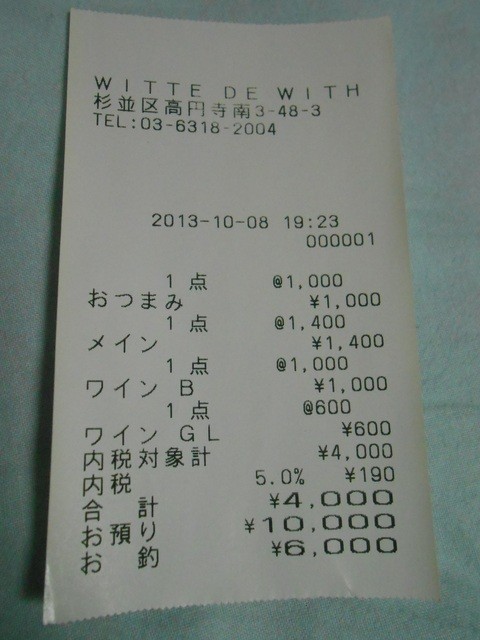 WITTE DE WITH
杉並区高円寺南3-48-3
TEL:03-6318-2004
2013-10-08 19:23
000001
1点 @1,000
おつまみ ¥1,000
1点 @1,400
メイン ¥1,400
1点 @1,000
ワイン B ¥1,000
1点 @600
ワイン GL ¥600
内税対象計 ¥4,000
内税 5.0% ¥190
合 計 ¥4,000
お預り ¥10,000
お 釣 ¥6,000